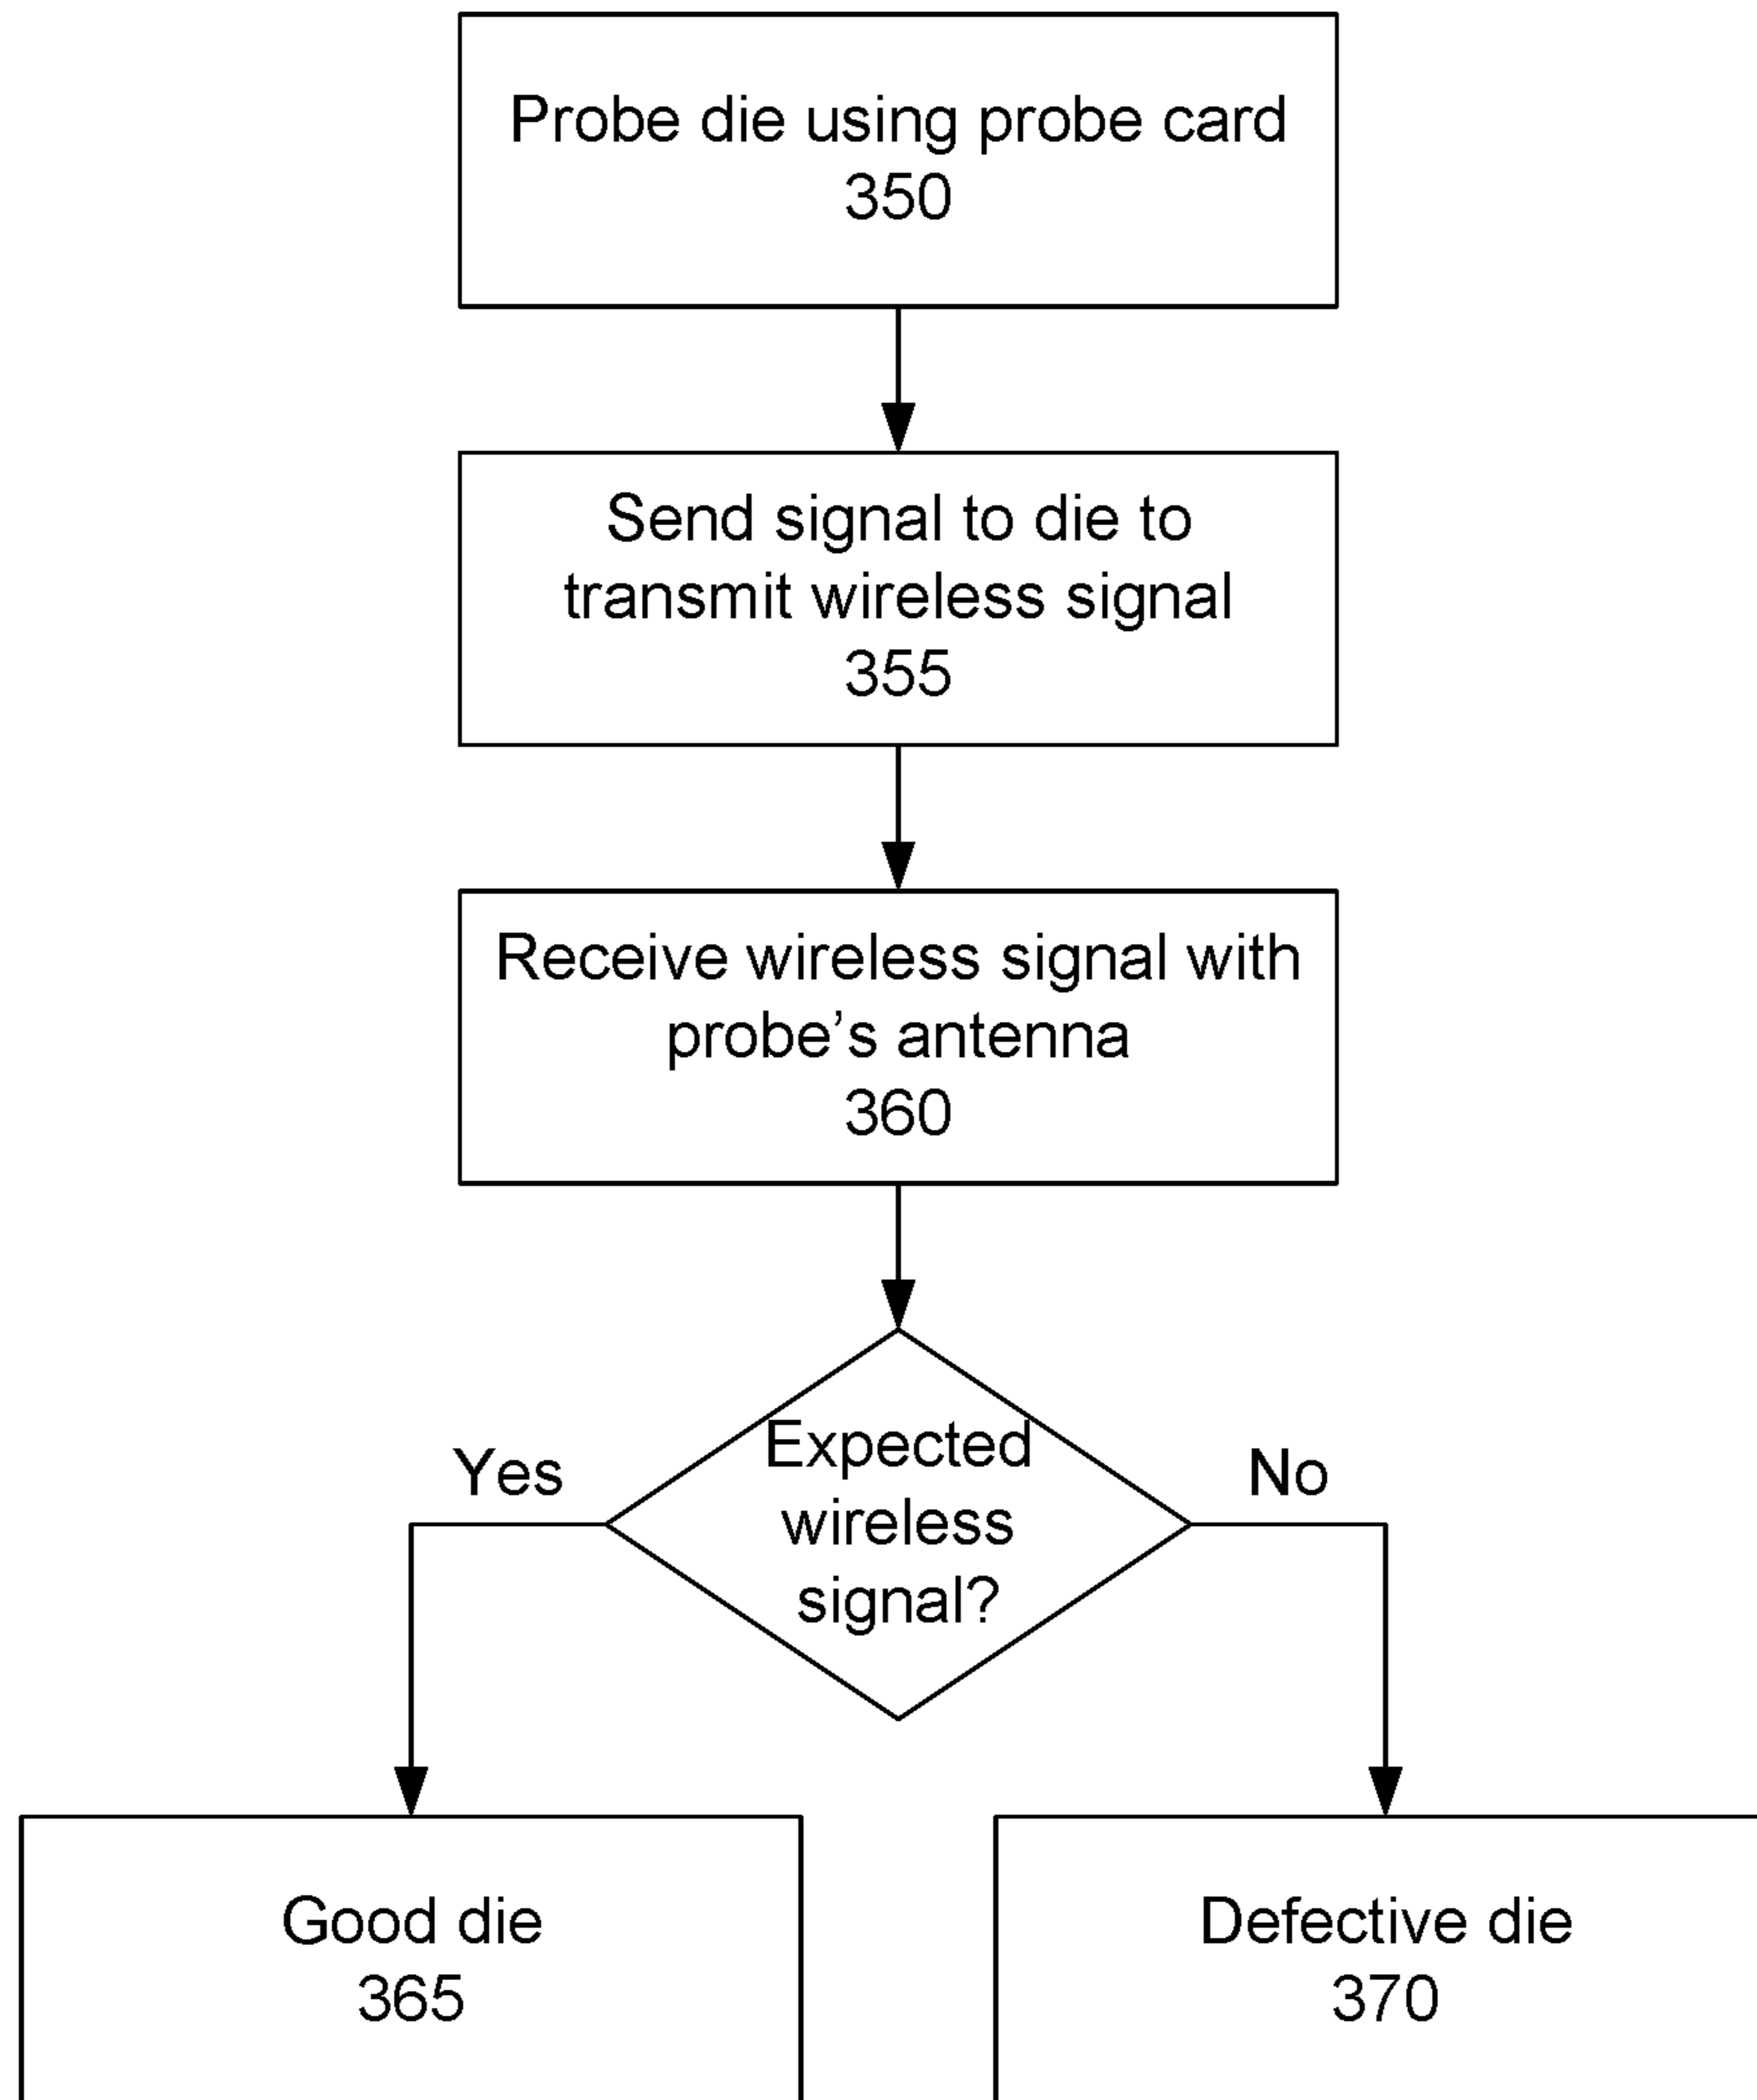 Probe die using probe card
350
Send signal to die to
transmit wireless signal
355
Receive wireless signal with
probe's antenna
360
Expected
wireless
signal?
Yes
No
Good die
365
Defective die
370